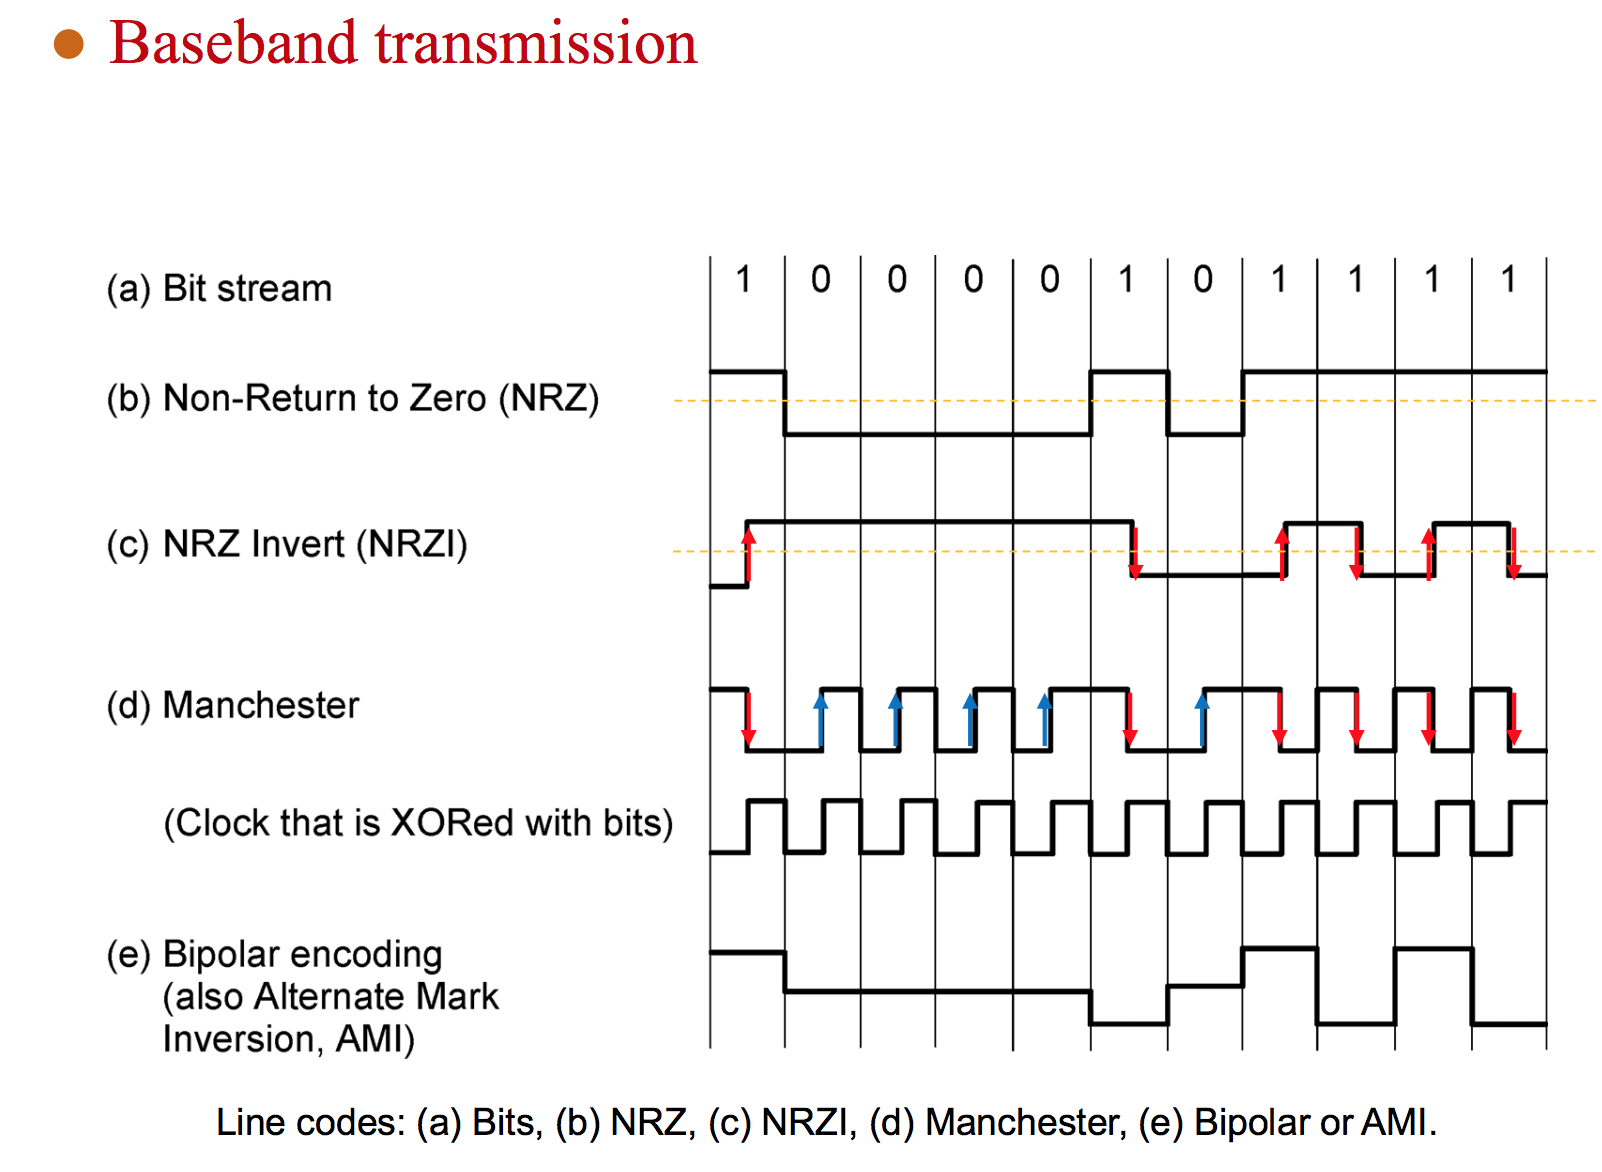 Baseband transmission
(a) Bit stream
1 0 0 0 0 1 0 1 1 1 1
(b) Non-Return to Zero (NRZ)
(c) NRZ Invert (NRZI)
(d) Manchester
(Clock that is XORed with bits)
(e) Bipolar encoding
(also Alternate Mark
Inversion, AMI)
Line codes: (a) Bits, (b) NRZ, (c) NRZI, (d) Manchester, (e) Bipolar or AMI.